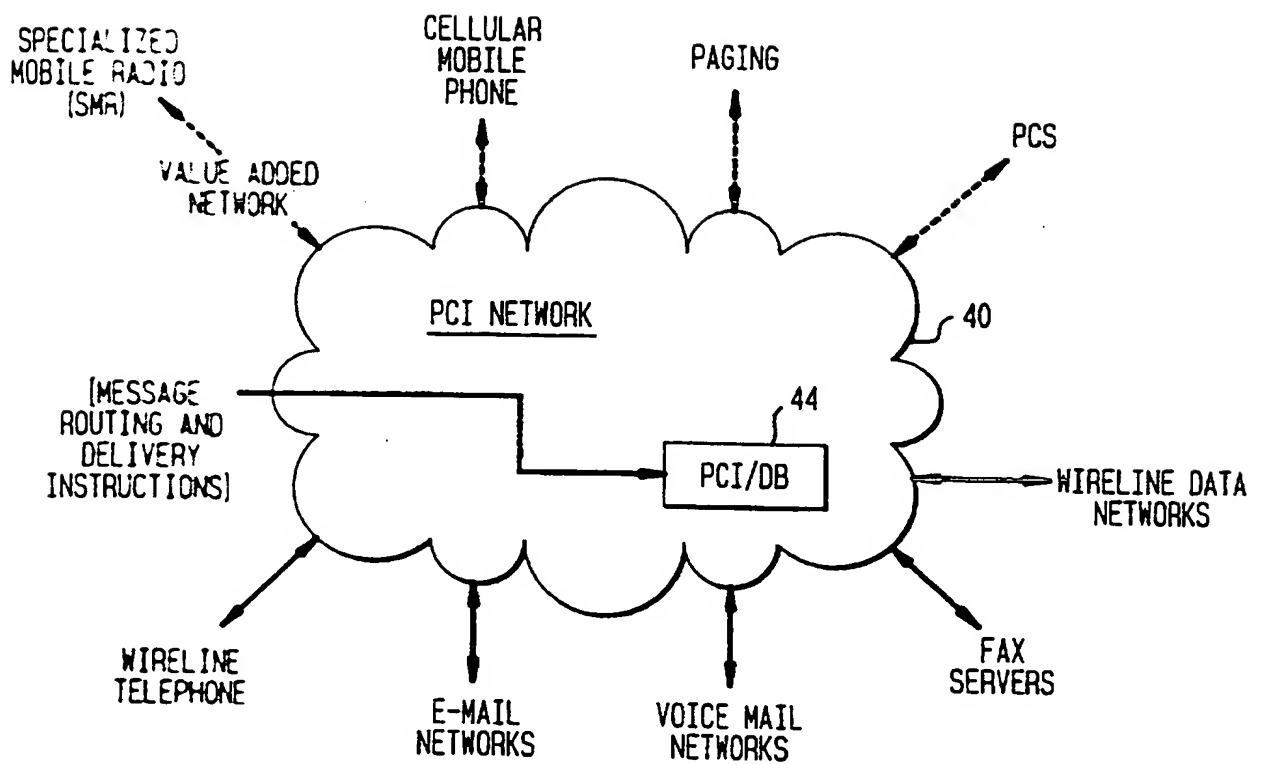 SPECIALIZED
MOBILE RADIO
(SMR)
CELLULAR
MOBILE
PHONE
PAGING
PCS
VALUE ADDED
NETWORK
PCI NETWORK
40
[MESSAGE
ROUTING AND
DELIVERY
INSTRUCTIONS]
44
PCI/DB
WIRELINE DATA
NETWORKS
WIRELINE
TELEPHONE
E-MAIL
NETWORKS
VOICE MAIL
NETWORKS
FAX
SERVERS